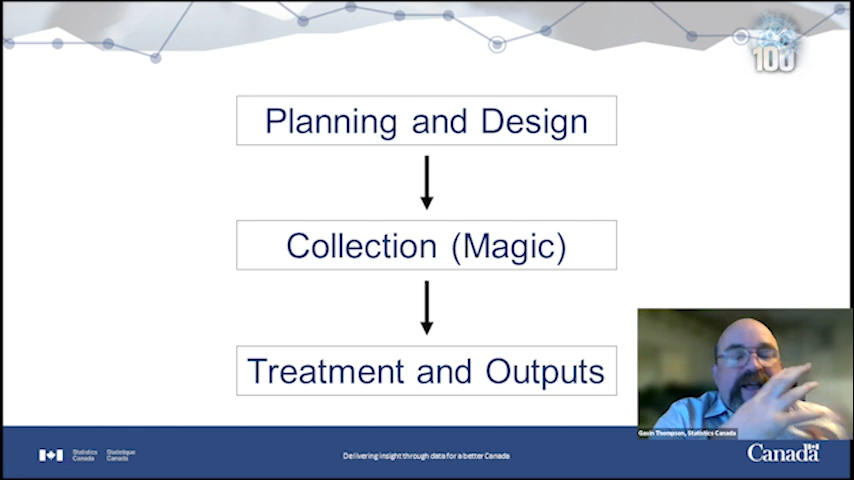 100
Planning and Design
Collection (Magic)
Treatment and Outputs
Gavin Thompson, Statistics Canada
Statistics Canada
Statistique Canada
Delivering insight through data for a better Canada
Canada